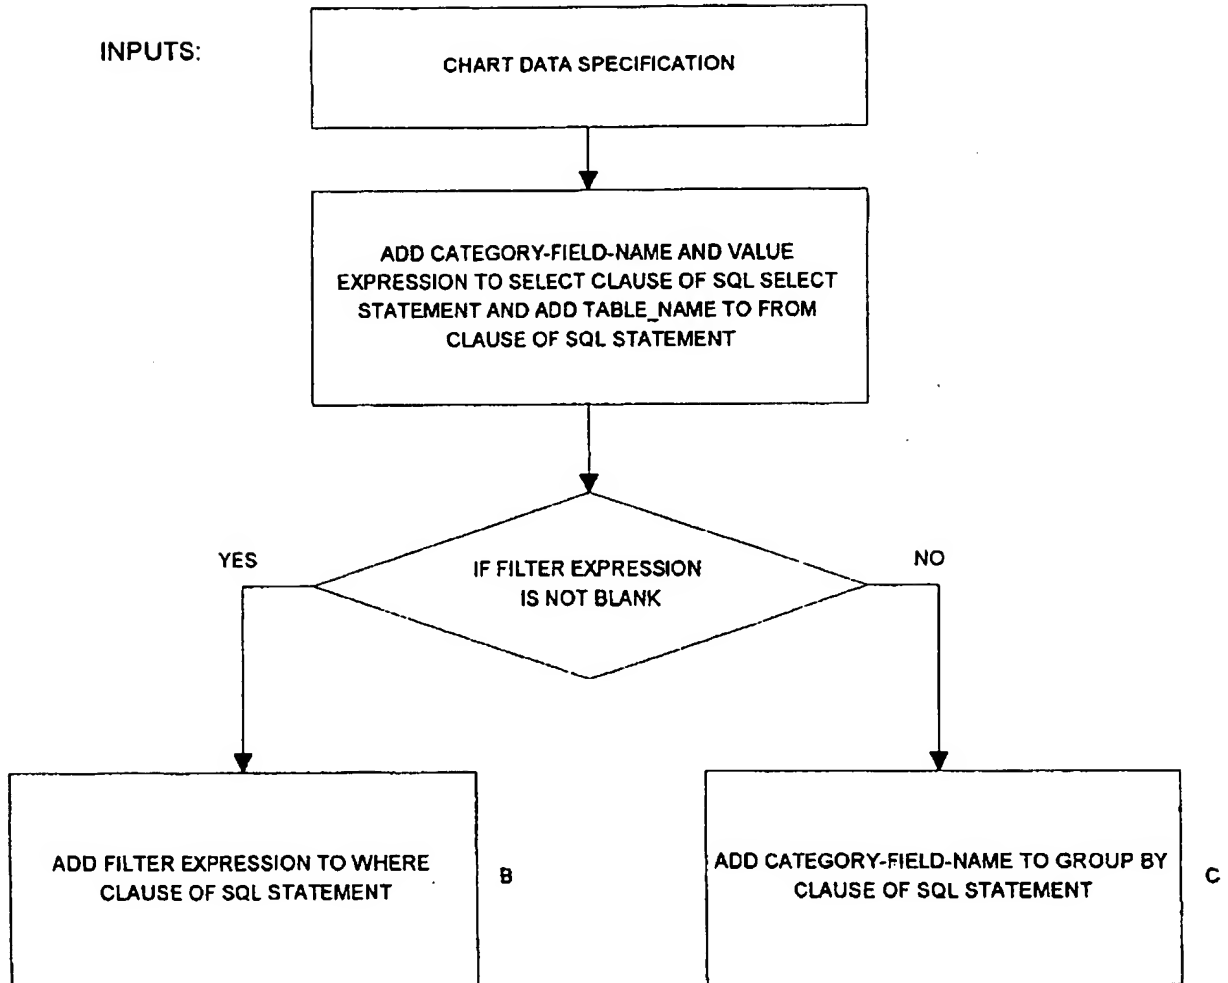 INPUTS:
CHART DATA SPECIFICATION
ADD CATEGORY-FIELD-NAME AND VALUE
EXPRESSION TO SELECT CLAUSE OF SQL SELECT
STATEMENT AND ADD TABLE_NAME TO FROM
CLAUSE OF SQL STATEMENT
YES
IF FILTER EXPRESSION
IS NOT BLANK
NO
ADD FILTER EXPRESSION TO WHERE
CLAUSE OF SQL STATEMENT
B
ADD CATEGORY-FIELD-NAME TO GROUP BY
CLAUSE OF SQL STATEMENT
C